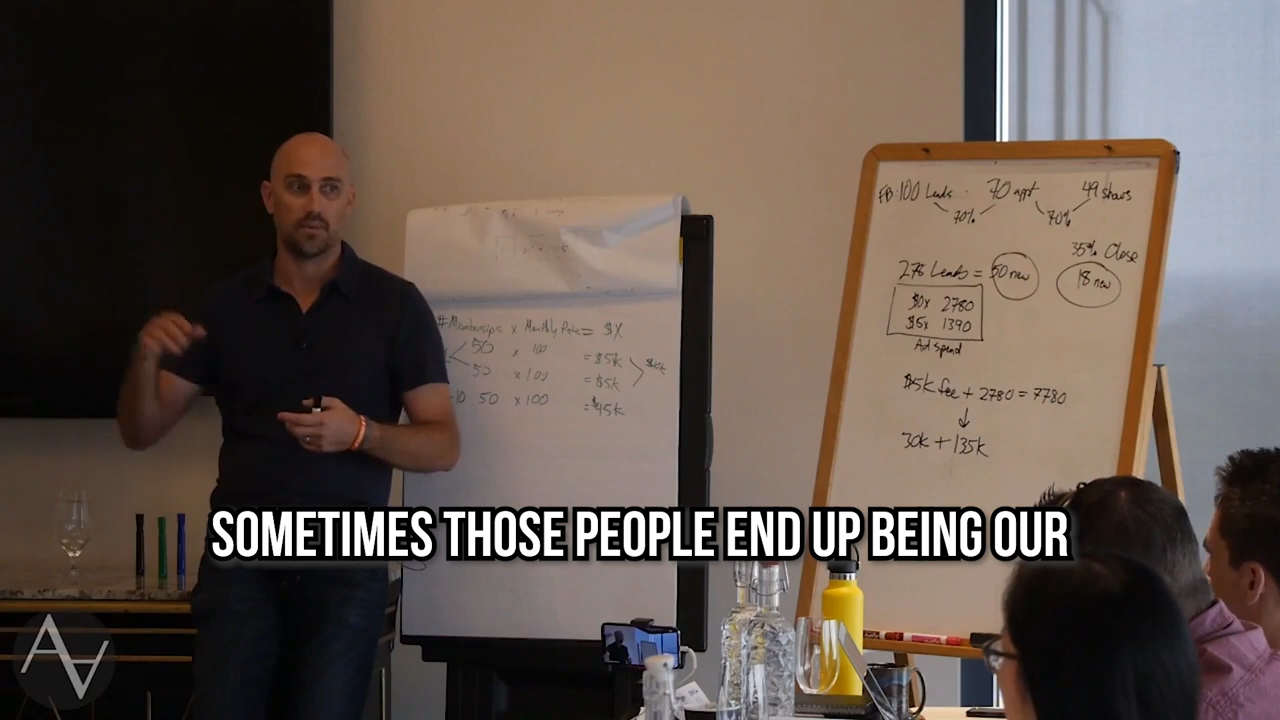 FB: 100 Leads 70 appt 49 shows
70% 70%
35% Close
278 Leads = 50 new 18 new
$10x 2780
$5x 1390
Ad spend
$5K fee + 2780 = 7780
30K + 135K
#Memberships x Monthly Rate = $X
50 x 100 = $5k
50 x 100 = $5k
50 x 100 = $45k
SOMETIMES THOSE PEOPLE END UP BEING OUR